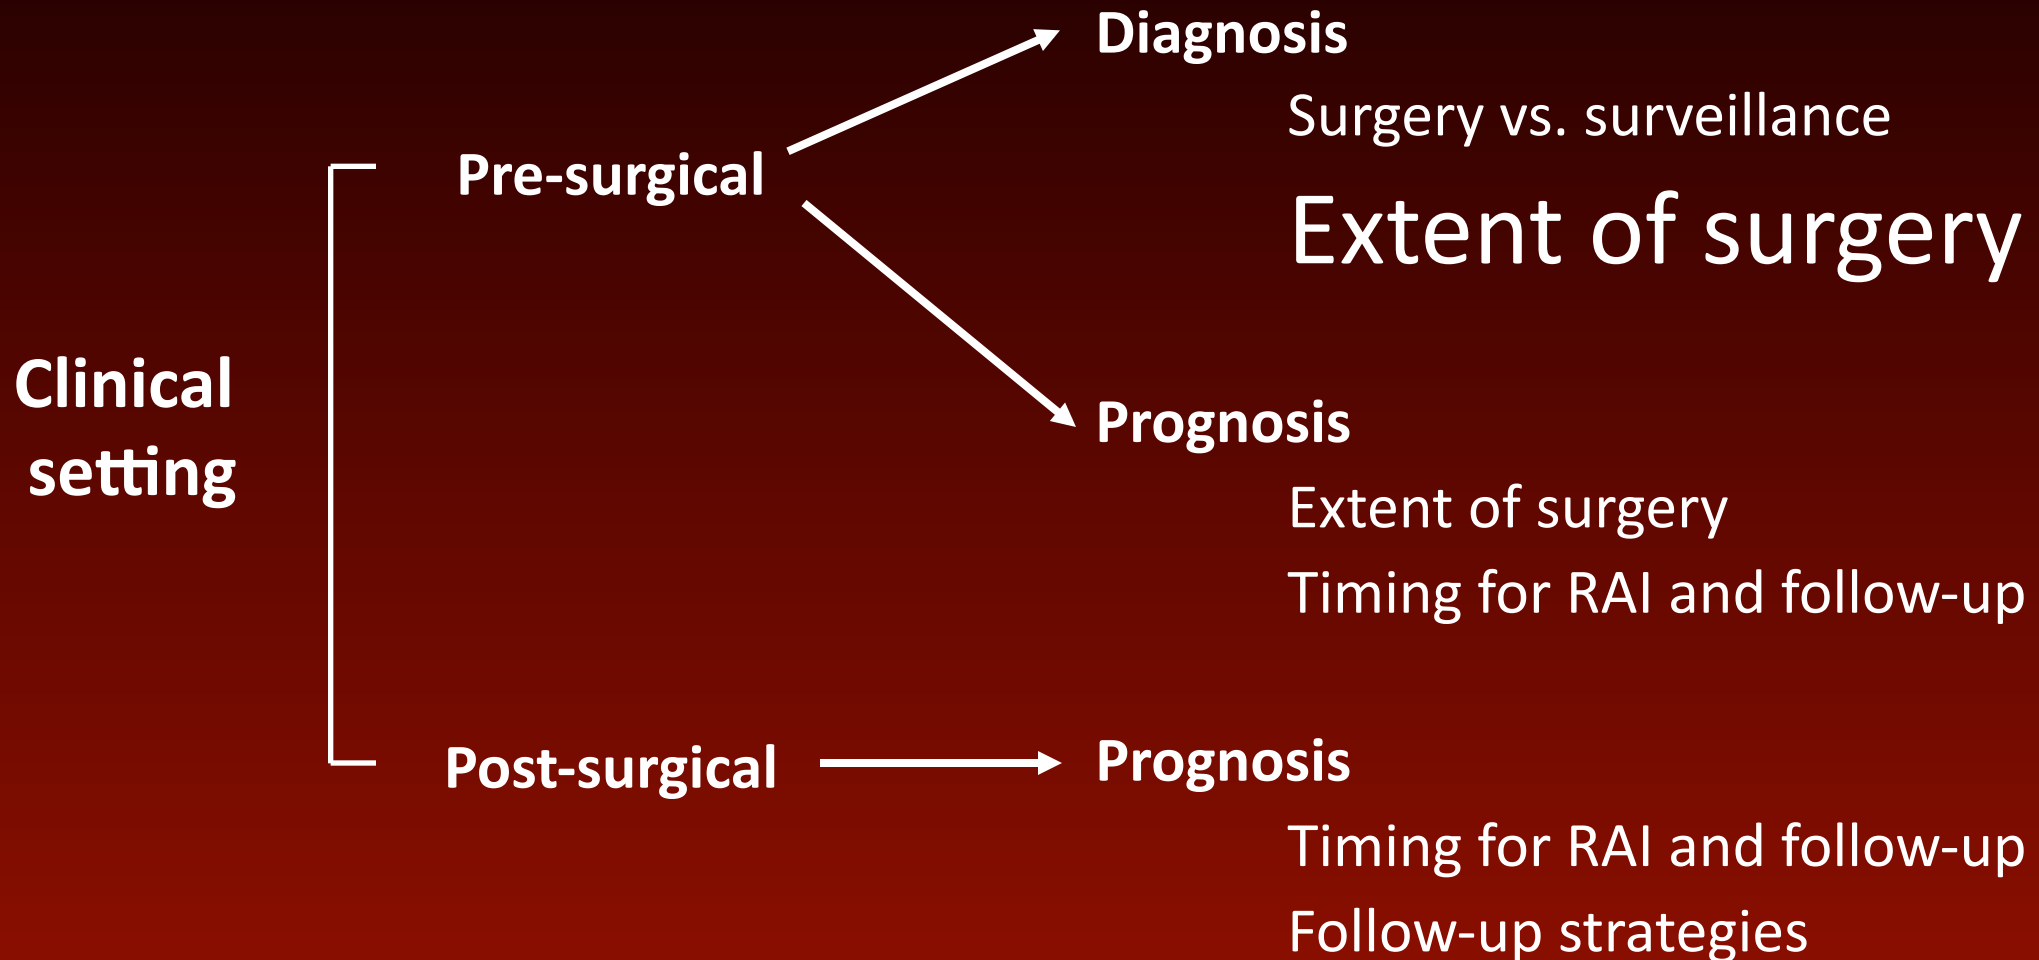 Clinical
setting
Pre-surgical
Diagnosis
Surgery vs. surveillance
Extent of surgery
Prognosis
Extent of surgery
Timing for RAI and follow-up
Post-surgical
Prognosis
Timing for RAI and follow-up
Follow-up strategies